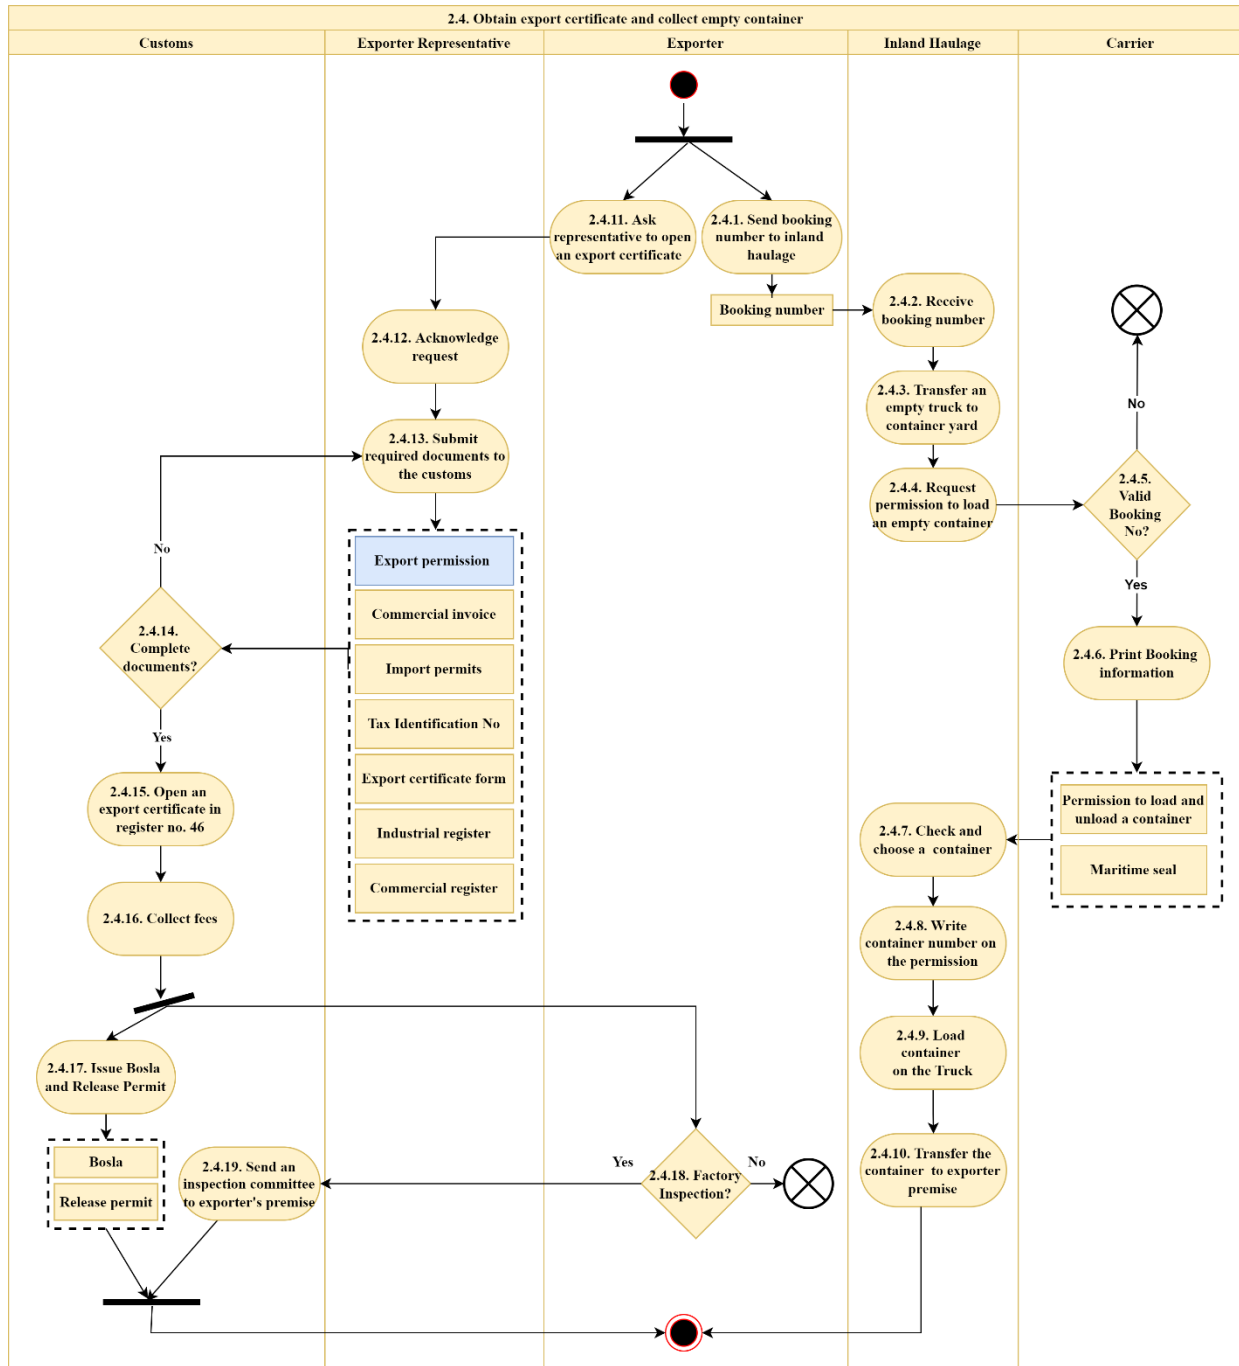 2.4. Obtain export certificate and collect empty container
Customs
Exporter Representative
Exporter
Inland Haulage
Carrier
2.4.11. Ask
representative to open
an export certificate
2.4.1. Send booking
number to inland
haulage
Booking number
2.4.2. Receive
booking number
2.4.12. Acknowledge
request
2.4.3. Transfer an
empty truck to
container yard
No
2.4.13. Submit
required documents to
the customs
2.4.4. Request
permission to load
an empty container
2.4.5.
Valid
Booking
No?
No
Export permission
Yes
Commercial invoice
2.4.14.
Complete
documents?
Import permits
2.4.6. Print Booking
information
Tax Identification No
Yes
Export certificate form
2.4.15. Open an
export certificate in
register no. 46
Industrial register
Permission to load and
unload a container
2.4.7. Check and
choose a  container
Commercial register
Maritime seal
2.4.16. Collect fees
2.4.8. Write
container number on
the permission
2.4.9. Load
container
on the Truck
2.4.17. Issue Bosla
and Release Permit
Bosla
Release permit
2.4.19. Send an
inspection committee
to exporter's premise
Yes
2.4.18. Factory
Inspection?
No
2.4.10. Transfer the
container  to exporter
premise